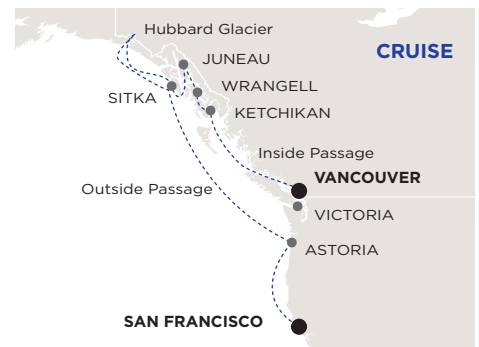 Hubbard Glacier
CRUISE
JUNEAU
WRANGELL
SITKA
KETCHIKAN
Inside Passage
VANCOUVER
Outside Passage
VICTORIA
ASTORIA
SAN FRANCISCO